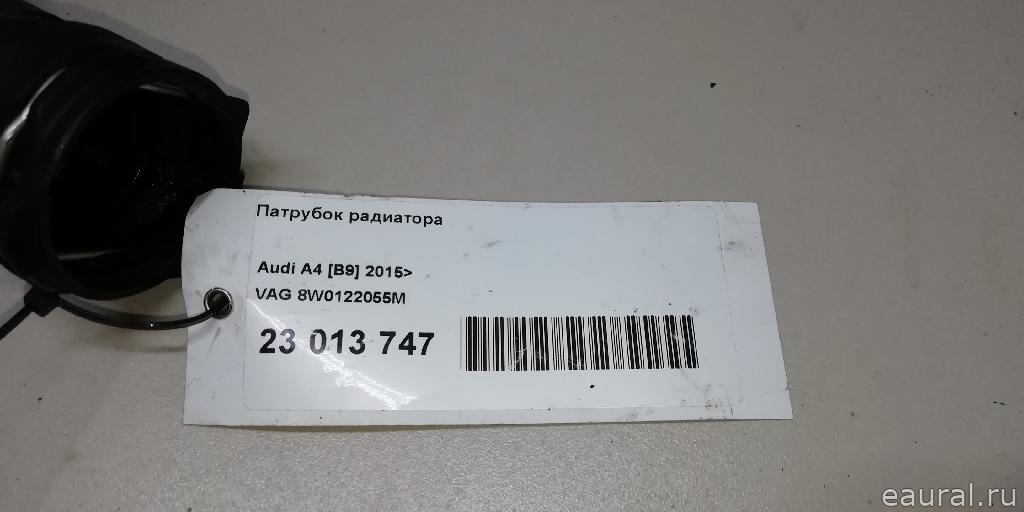 Патрубок радиатора
Audi A4 [B9] 2015>
VAG 8W0122055M
23 013 747
eaural.ru